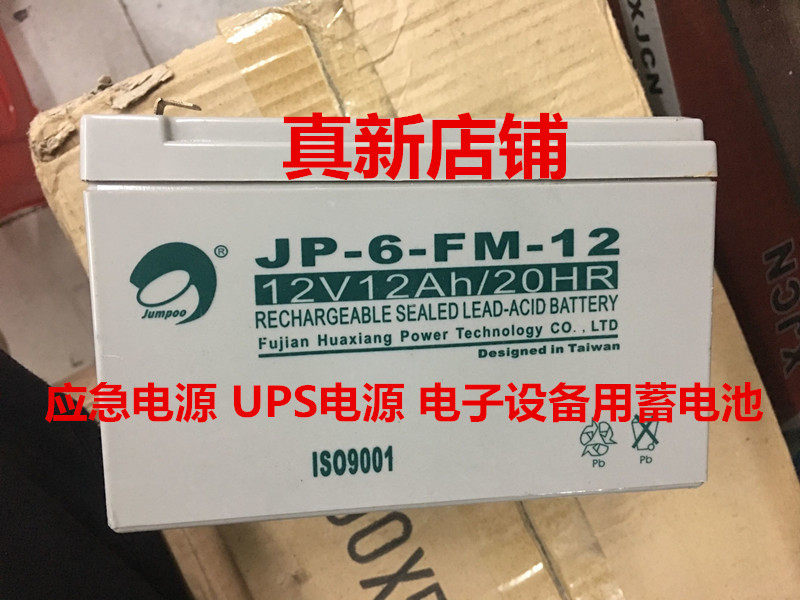 真新店铺
JP-6-FM-12
®
Jumpoo
12V12Ah/20HR
RECHARGEABLE SEALED LEAD-ACID BATTERY
Fujian Huaxiang Power Technology CO., LTD
Designed in Taiwan
应急电源 UPS电源 电子设备用蓄电池
ISO9001
Pb
Pb
XJCN